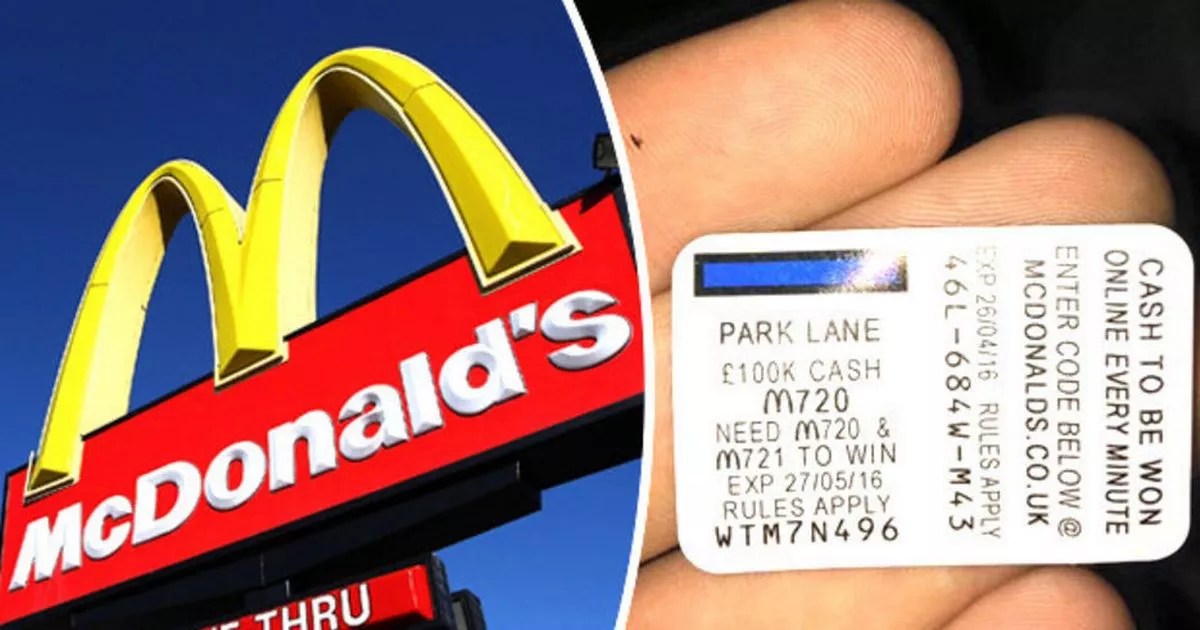 McDonald's
THRU
PARK LANE
£100K CASH
M720
NEED M720 &
M721 TO WIN
EXP 27/05/16
RULES APPLY
WTM7N496
CASH TO BE WON
ONLINE EVERY MINUTE
ENTER CODE BELOW @
MCDONALDS.CO.UK
EXP 26/04/16 RULES APPLY
46L-684W-M43